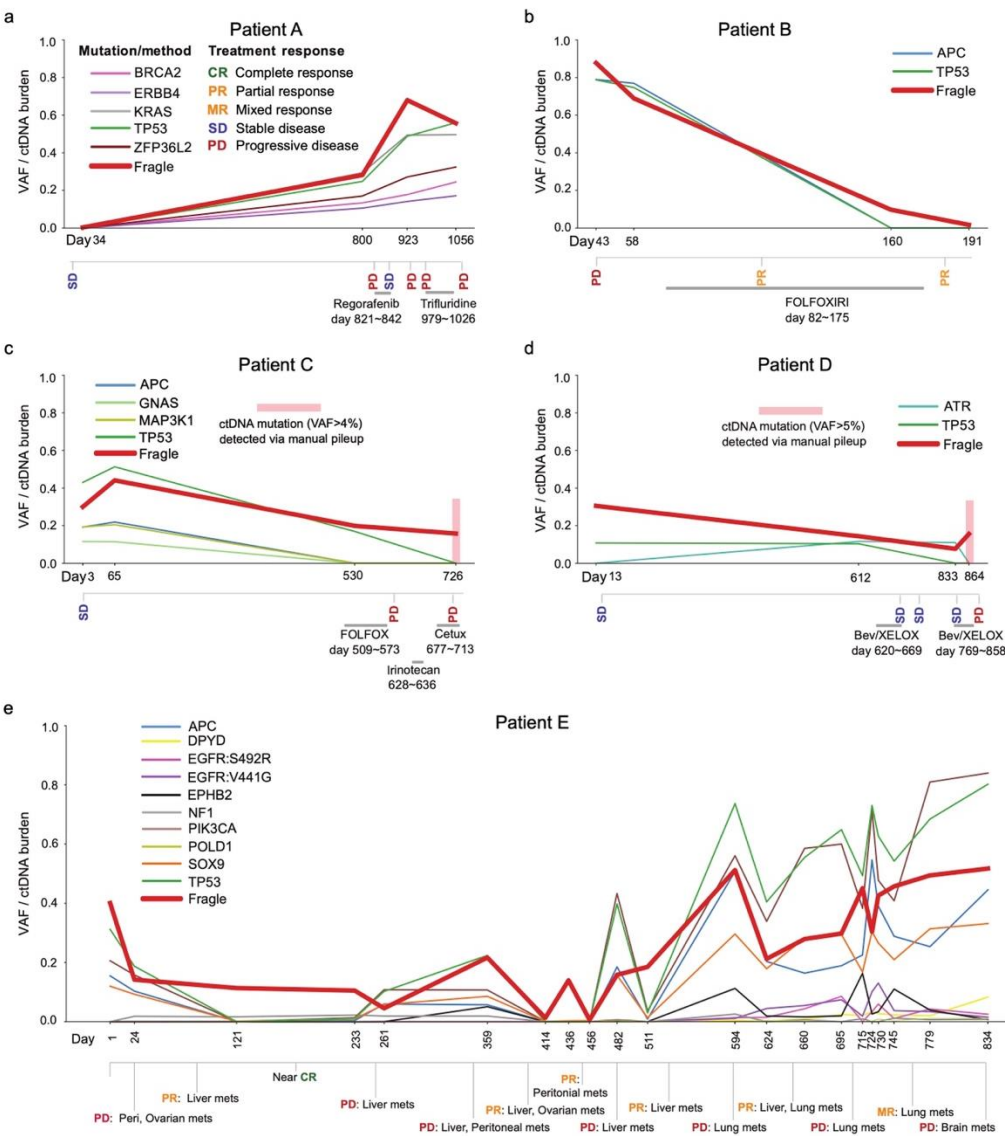 a
Patient A
VAF / ctDNA burden
1.0
0.8
0.6
0.4
0.2
0.0
Mutation/method
BRCA2
ERBB4
KRAS
TP53
ZFP36L2
Fragle
Treatment response
CR Complete response
PR Partial response
MR Mixed response
SD Stable disease
PD Progressive disease
Day34 800 923 1056
SD PD SD PD PD PD
Regorafenib Trifluridine
day 821~842 979~1026
b
Patient B
VAF / ctDNA burden
1.0
0.8
0.6
0.4
0.2
0.0
APC
TP53
Fragle
Day43 58 160 191
PD PR PR
FOLFOXIRI
day 82~175
c
Patient C
VAF / ctDNA burden
1.0
0.8
0.6
0.4
0.2
0.0
APC
GNAS
MAP3K1
TP53
Fragle
ctDNA mutation (VAF>4%)
detected via manual pileup
Day3 65 530 726
SD PD PD
FOLFOX Cetux
day 509~573 677~713
Irinotecan
628~636
d
Patient D
VAF / ctDNA burden
1.0
0.8
0.6
0.4
0.2
0.0
ctDNA mutation (VAF>5%)
detected via manual pileup
ATR
TP53
Fragle
Day13 612 833 864
SD SD SD SD PD
Bev/XELOX Bev/XELOX
day 620~669 day 769~858
e
Patient E
VAF / ctDNA burden
1.0
0.8
0.6
0.4
0.2
0.0
APC
DPYD
EGFR:S492R
EGFR:V441G
EPHB2
NF1
PIK3CA
POLD1
SOX9
TP53
Fragle
Day 1 24 121 233 261 359 414 436 456 482 511 594 624 660 695 715 724 730 745 779 834
Near CR
PR:
Peritonial mets
PR: Liver mets
PD: Liver mets
PR: Liver, Ovarian mets
PR: Liver mets
PR: Liver, Lung mets
MR: Lung mets
PD: Peri, Ovarian mets
PD: Liver, Peritoneal mets
PD: Liver mets
PD: Lung mets
PD: Lung mets
PD: Brain mets